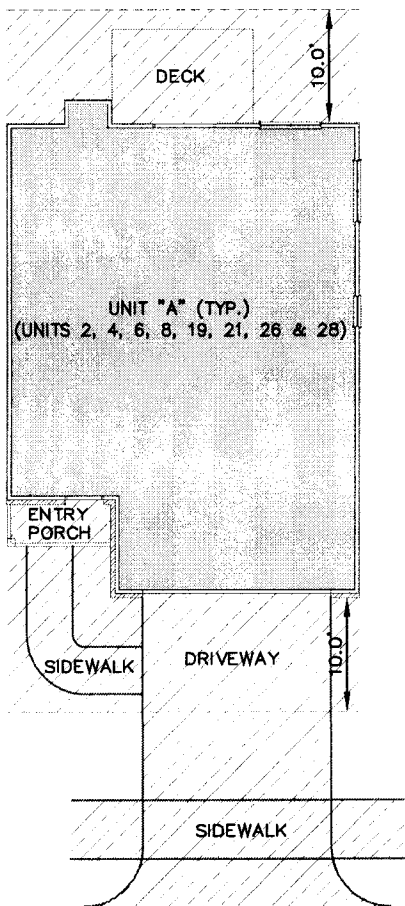 10.0'
DECK
UNIT "A" (TYP.)
(UNITS 2, 4, 6, 8, 19, 21, 26 & 28)
ENTRY
PORCH
SIDEWALK
DRIVEWAY
10.0'
SIDEWALK